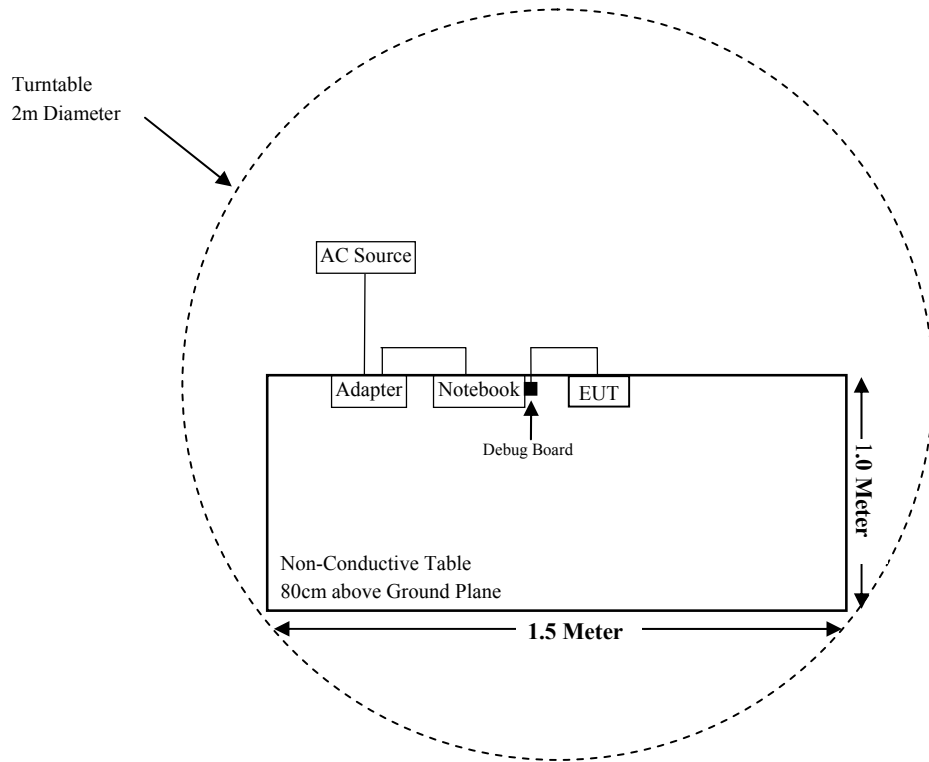 Turntable
2m Diameter
AC Source
Adapter
Notebook
EUT
Debug Board
1.0 Meter
Non-Conductive Table
80cm above Ground Plane
1.5 Meter